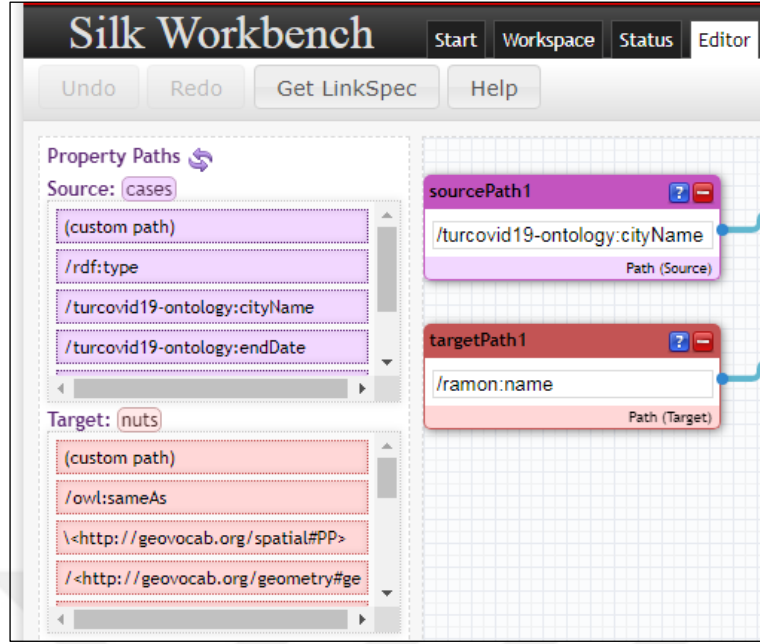 Silk Workbench
Start Workspace Status Editor
Undo Redo Get LinkSpec Help
Property Paths
Source: cases
(custom path)
/rdf:type
/turcovid19-ontology:cityName
/turcovid19-ontology:endDate
Target: nuts
(custom path)
/owl:sameAs
\<http://geovocab.org/spatial#PP>
/<http://geovocab.org/geometry#ge
sourcePath1 ?
/turcovid19-ontology:cityName
Path (Source)
targetPath1 ?
/ramon:name
Path (Target)